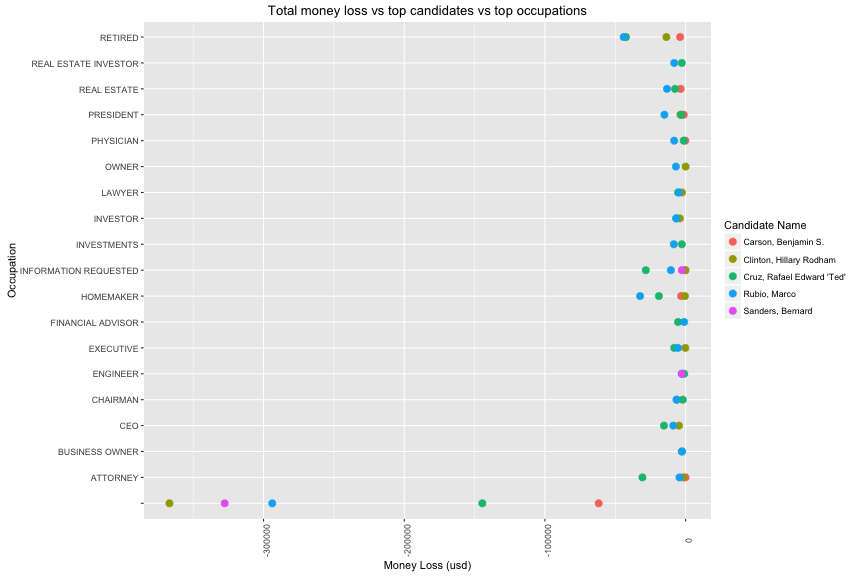 Total money loss vs top candidates vs top occupations
Occupation
RETIRED
REAL ESTATE INVESTOR
REAL ESTATE
PRESIDENT
PHYSICIAN
OWNER
LAWYER
INVESTOR
INVESTMENTS
INFORMATION REQUESTED
HOMEMAKER
FINANCIAL ADVISOR
EXECUTIVE
ENGINEER
CHAIRMAN
CEO
BUSINESS OWNER
ATTORNEY
-300000
-200000
-100000
0
Money Loss (usd)
Candidate Name
Carson, Benjamin S.
Clinton, Hillary Rodham
Cruz, Rafael Edward 'Ted'
Rubio, Marco
Sanders, Bernard